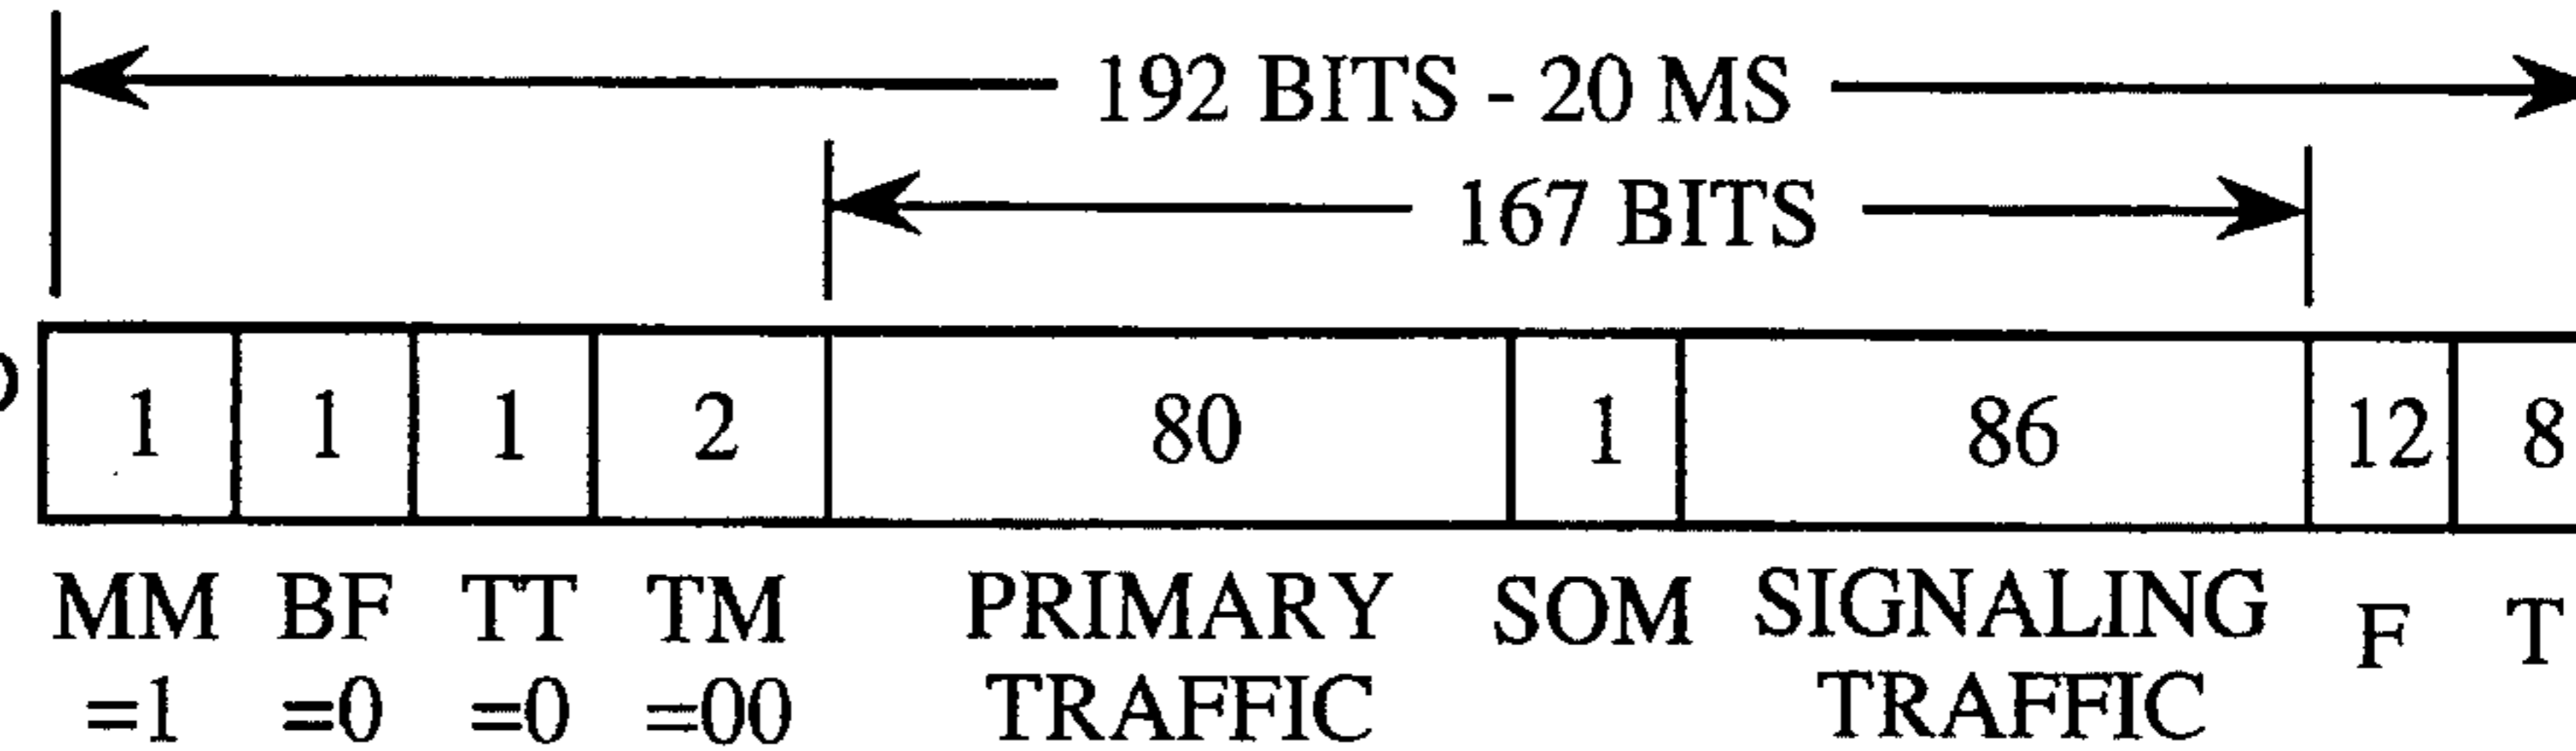 192 BITS - 20 MS
167 BITS
1 1 1 2 80 1 86 12 8
MM BF TT TM PRIMARY SOM SIGNALING F T
=1 =0 =0 =00 TRAFFIC TRAFFIC